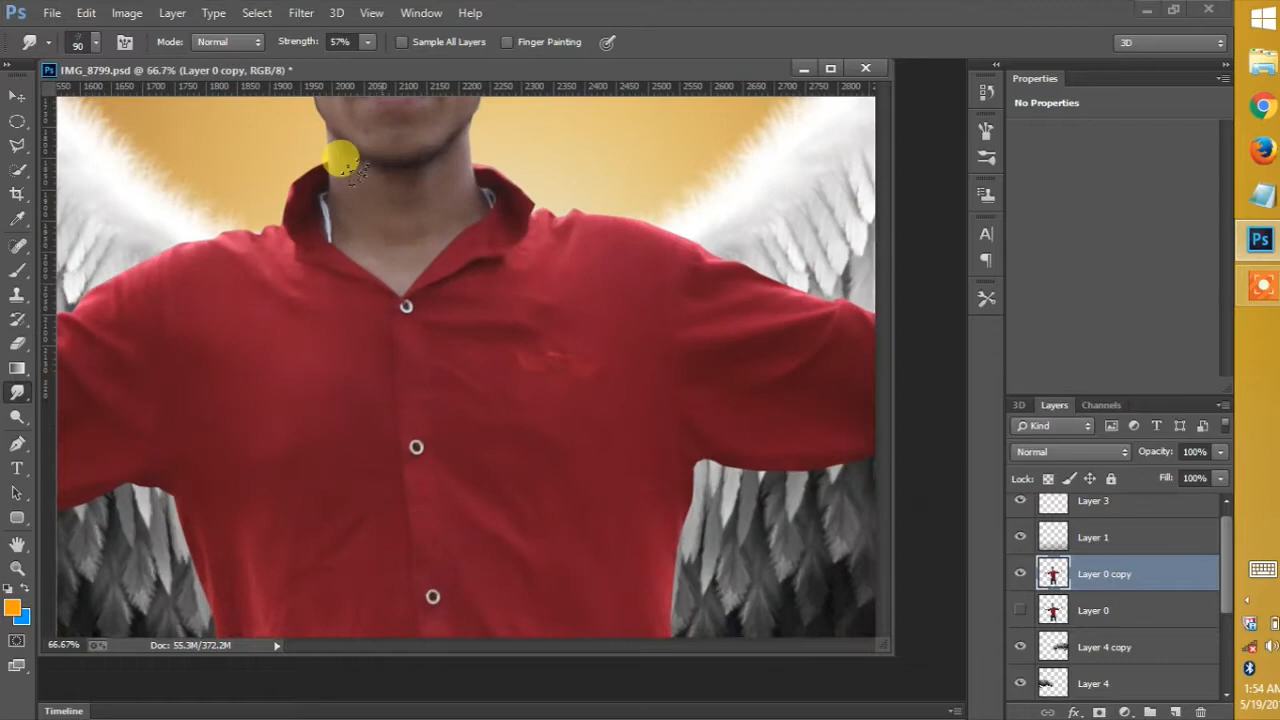 Ps File Edit Image Layer Type Select Filter 3D View Window Help
90 Mode: Normal Strength: 57% Sample All Layers Finger Painting 3D
Ps IMG_8799.psd @ 66.7% (Layer 0 copy, RGB/8) *
1600 1650 1700 1750 1800 1850 1900 1950 2000 2050 2100 2150 2200 2250 2300 2350 2400 2450 2500 2550 2600 2650 2700 2750 2800
Properties
No Properties
3D Layers Channels
Kind
Normal Opacity: 100%
Lock: Fill: 100%
Layer 3
Layer 1
Layer 0 copy
Layer 0
Layer 4 copy
Layer 4
66.67% Doc: 55.3M/372.2M
Timeline
Ps
1:54 AM